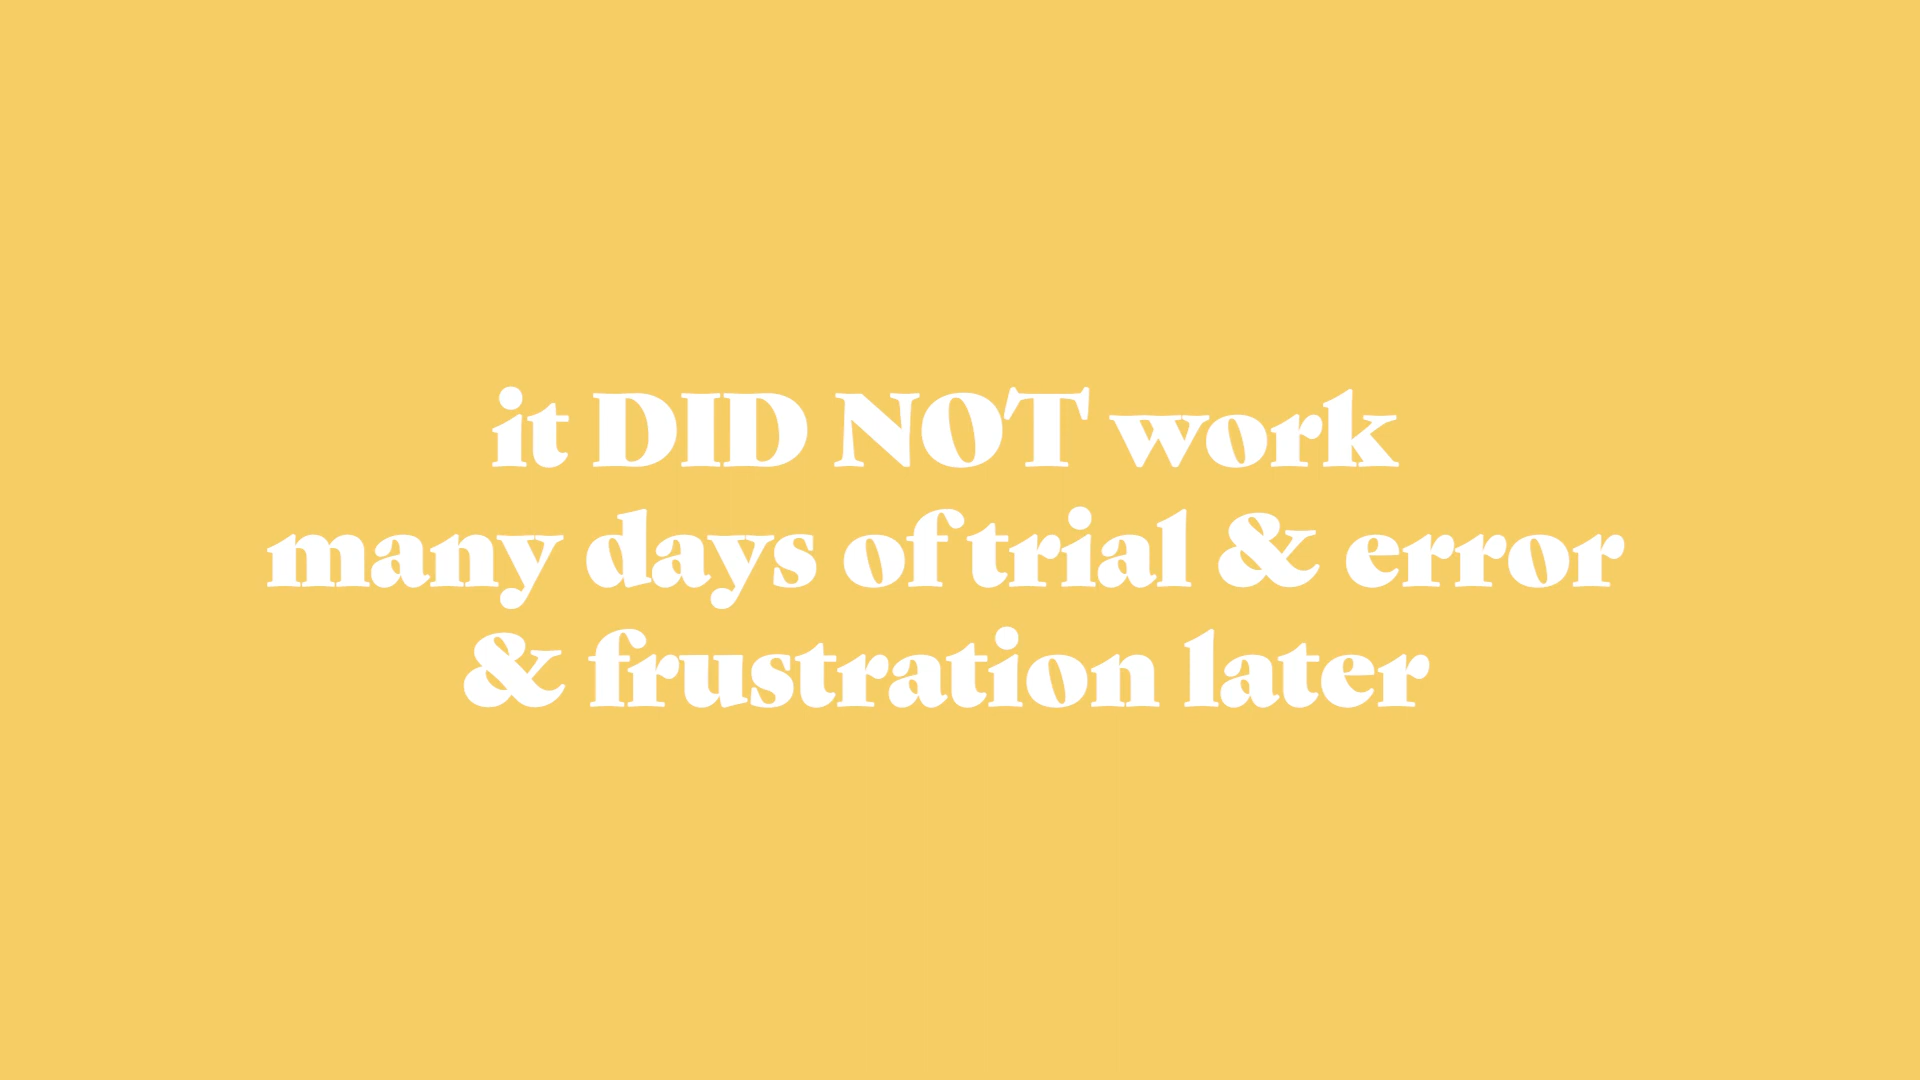 it DID NOT work
many days of trial & error
& frustration later